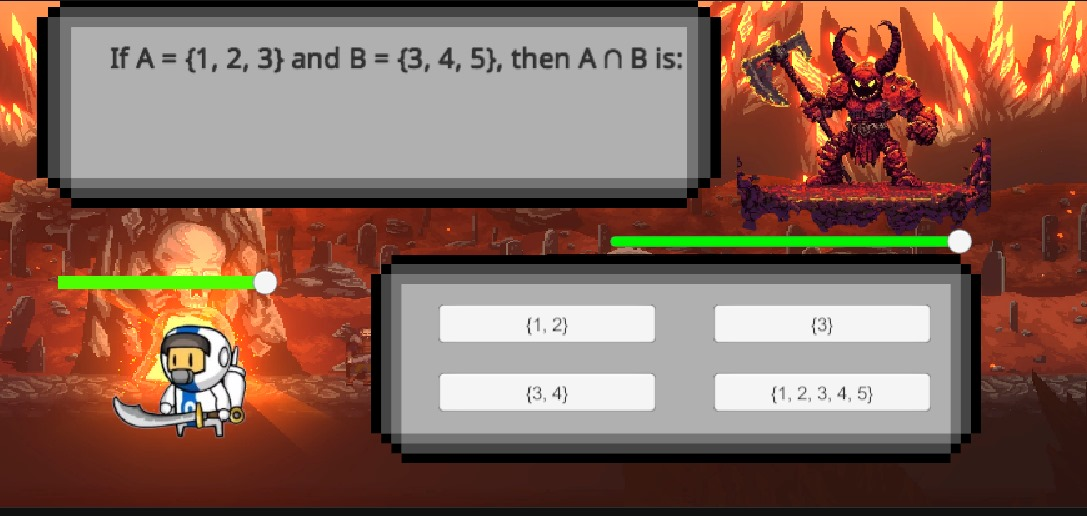 If A = {1, 2, 3} and B = {3, 4, 5}, then A ∩ B is:
{1, 2}
{3}
{3, 4}
{1, 2, 3, 4, 5}